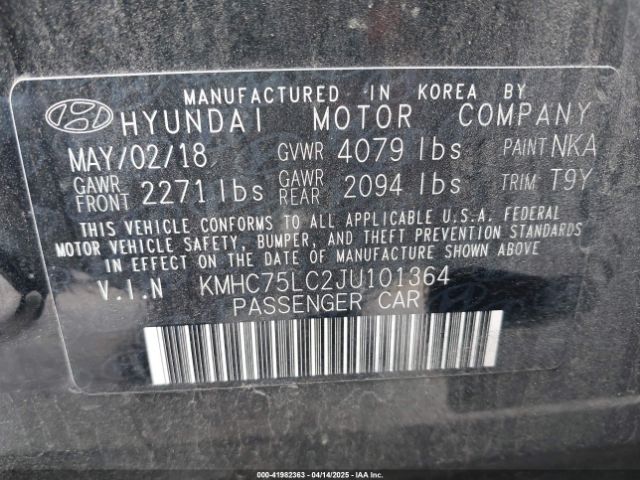 MANUFACTURED IN KOREA BY
HYUNDAI MOTOR COMPANY
MAY/02/18 GVWR 4079 lbs PAINT NKA
GAWR FRONT 2271 lbs GAWR REAR 2094 lbs TRIM T9Y
THIS VEHICLE CONFORMS TO ALL APPLICABLE U.S.A. FEDERAL
MOTOR VEHICLE SAFETY, BUMPER, AND THEFT PREVENTION STANDARDS
IN EFFECT ON THE DATE OF MANUFACTURE SHOWN ABOVE.
V.I.N KMHC75LC2JU101364
PASSENGER CAR
000-41982363 - 04/14/2025 - IAA Inc.